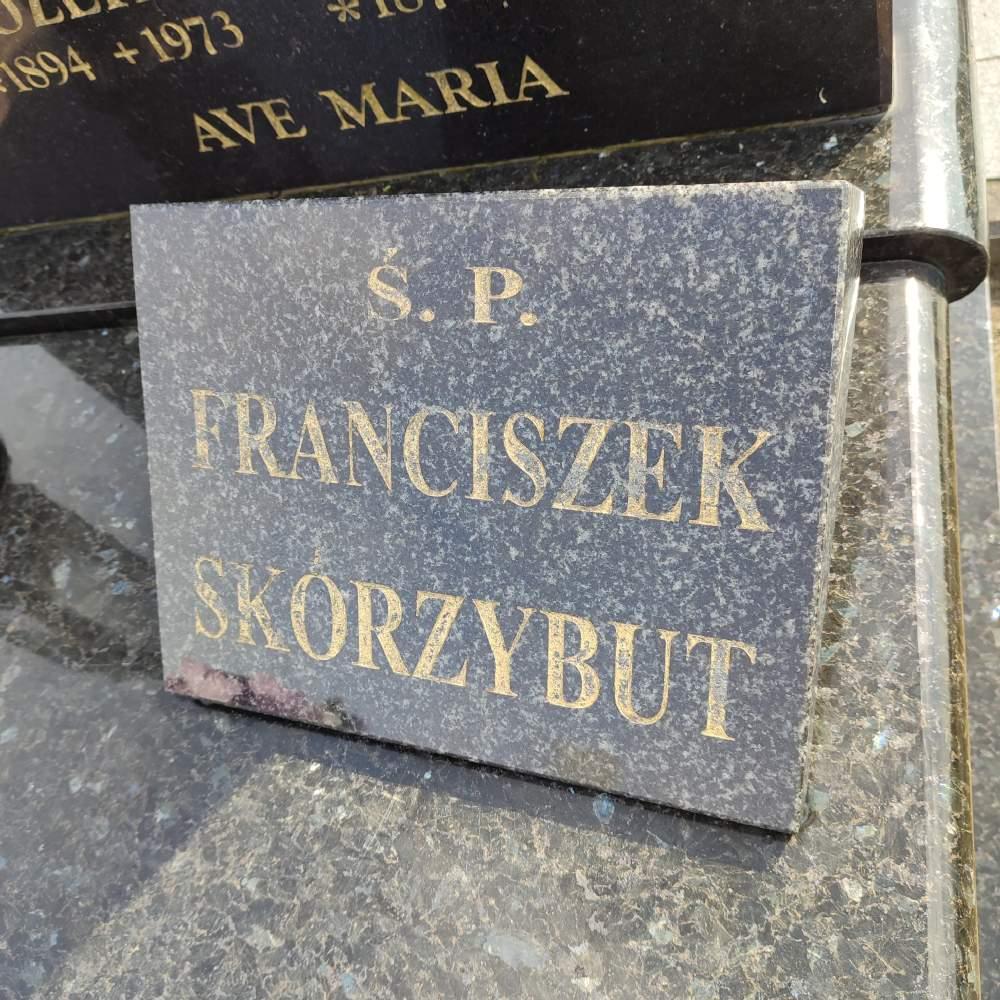 1894 +1973
AVE MARIA
Ś. P.
FRANCISZEK
SKÓRZYBUT